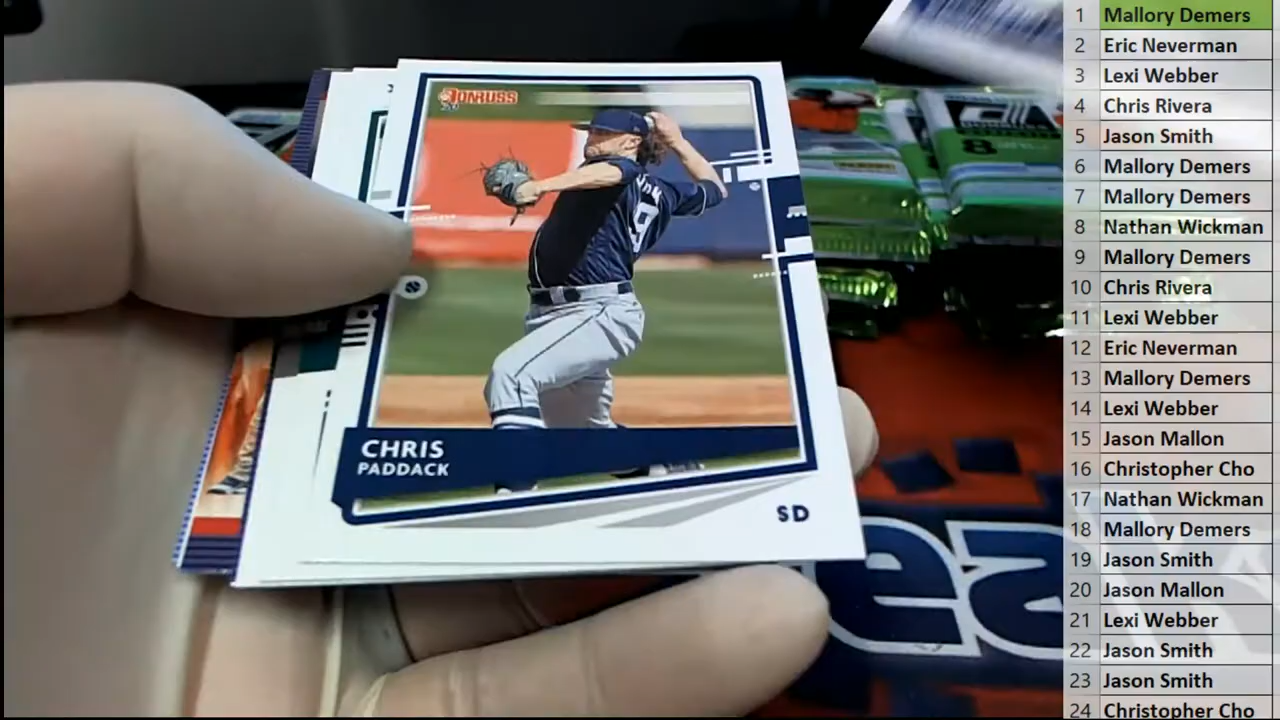 DONRUSS
9
CHRIS
PADDACK
SD
8
ea
1 Mallory Demers
2 Eric Neverman
3 Lexi Webber
4 Chris Rivera
5 Jason Smith
6 Mallory Demers
7 Mallory Demers
8 Nathan Wickman
9 Mallory Demers
10 Chris Rivera
11 Lexi Webber
12 Eric Neverman
13 Mallory Demers
14 Lexi Webber
15 Jason Mallon
16 Christopher Cho
17 Nathan Wickman
18 Mallory Demers
19 Jason Smith
20 Jason Mallon
21 Lexi Webber
22 Jason Smith
23 Jason Smith
24 Christopher Cho